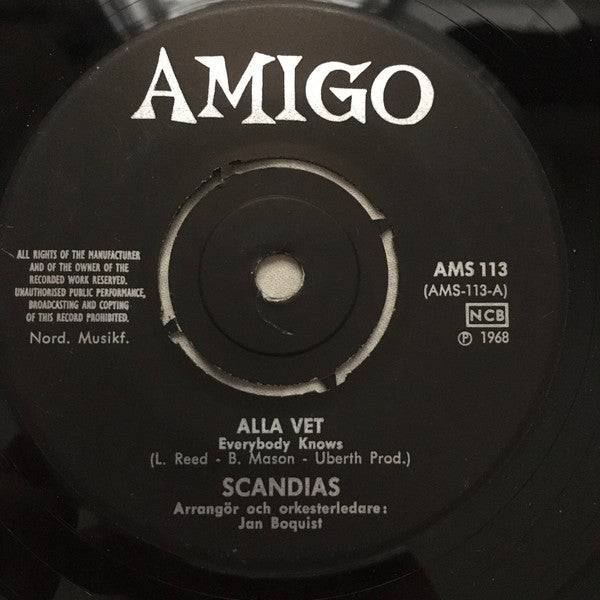 AMIGO
ALL RIGHTS OF THE MANUFACTURER
AND OF THE OWNER OF THE
RECORDED WORK RESERVED.
UNAUTHORISED PUBLIC PERFORMANCE,
BROADCASTING AND COPYING
OF THIS RECORD PROHIBITED.
Nord. Musikf.
AMS 113
(AMS-113-A)
NCB
℗ 1968
ALLA VET
Everybody Knows
(L. Reed - B. Mason - Uberth Prod.)
SCANDIAS
Arrangör och orkesterledare:
Jan Boquist